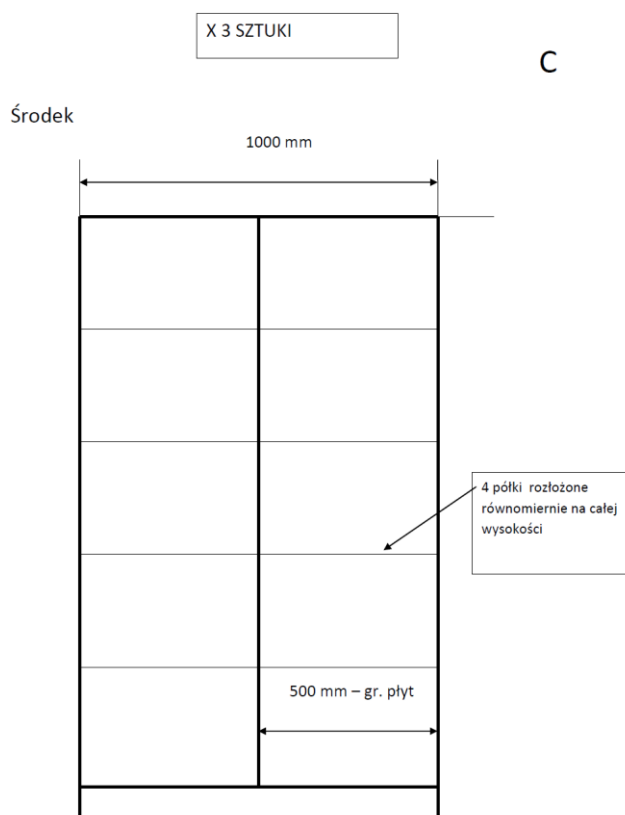 X 3 SZTUKI
C
Środek
1000 mm
4 półki  rozłożone
równomiernie na całej
wysokości
500 mm – gr. płyt